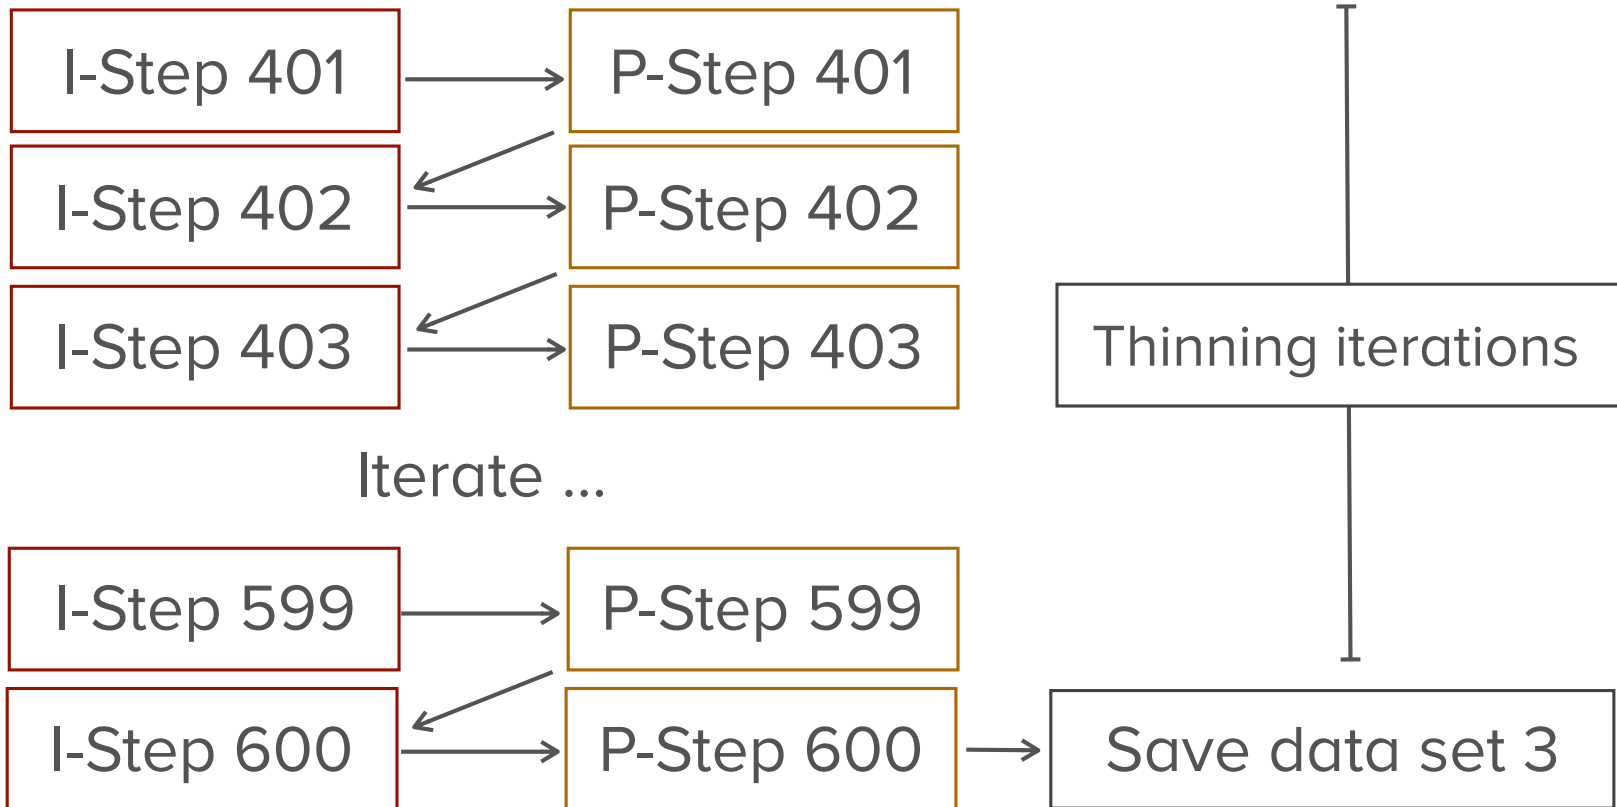 I-Step 401
P-Step 401
I-Step 402
P-Step 402
I-Step 403
P-Step 403
Thinning iterations
Iterate ...
I-Step 599
P-Step 599
I-Step 600
P-Step 600
Save data set 3